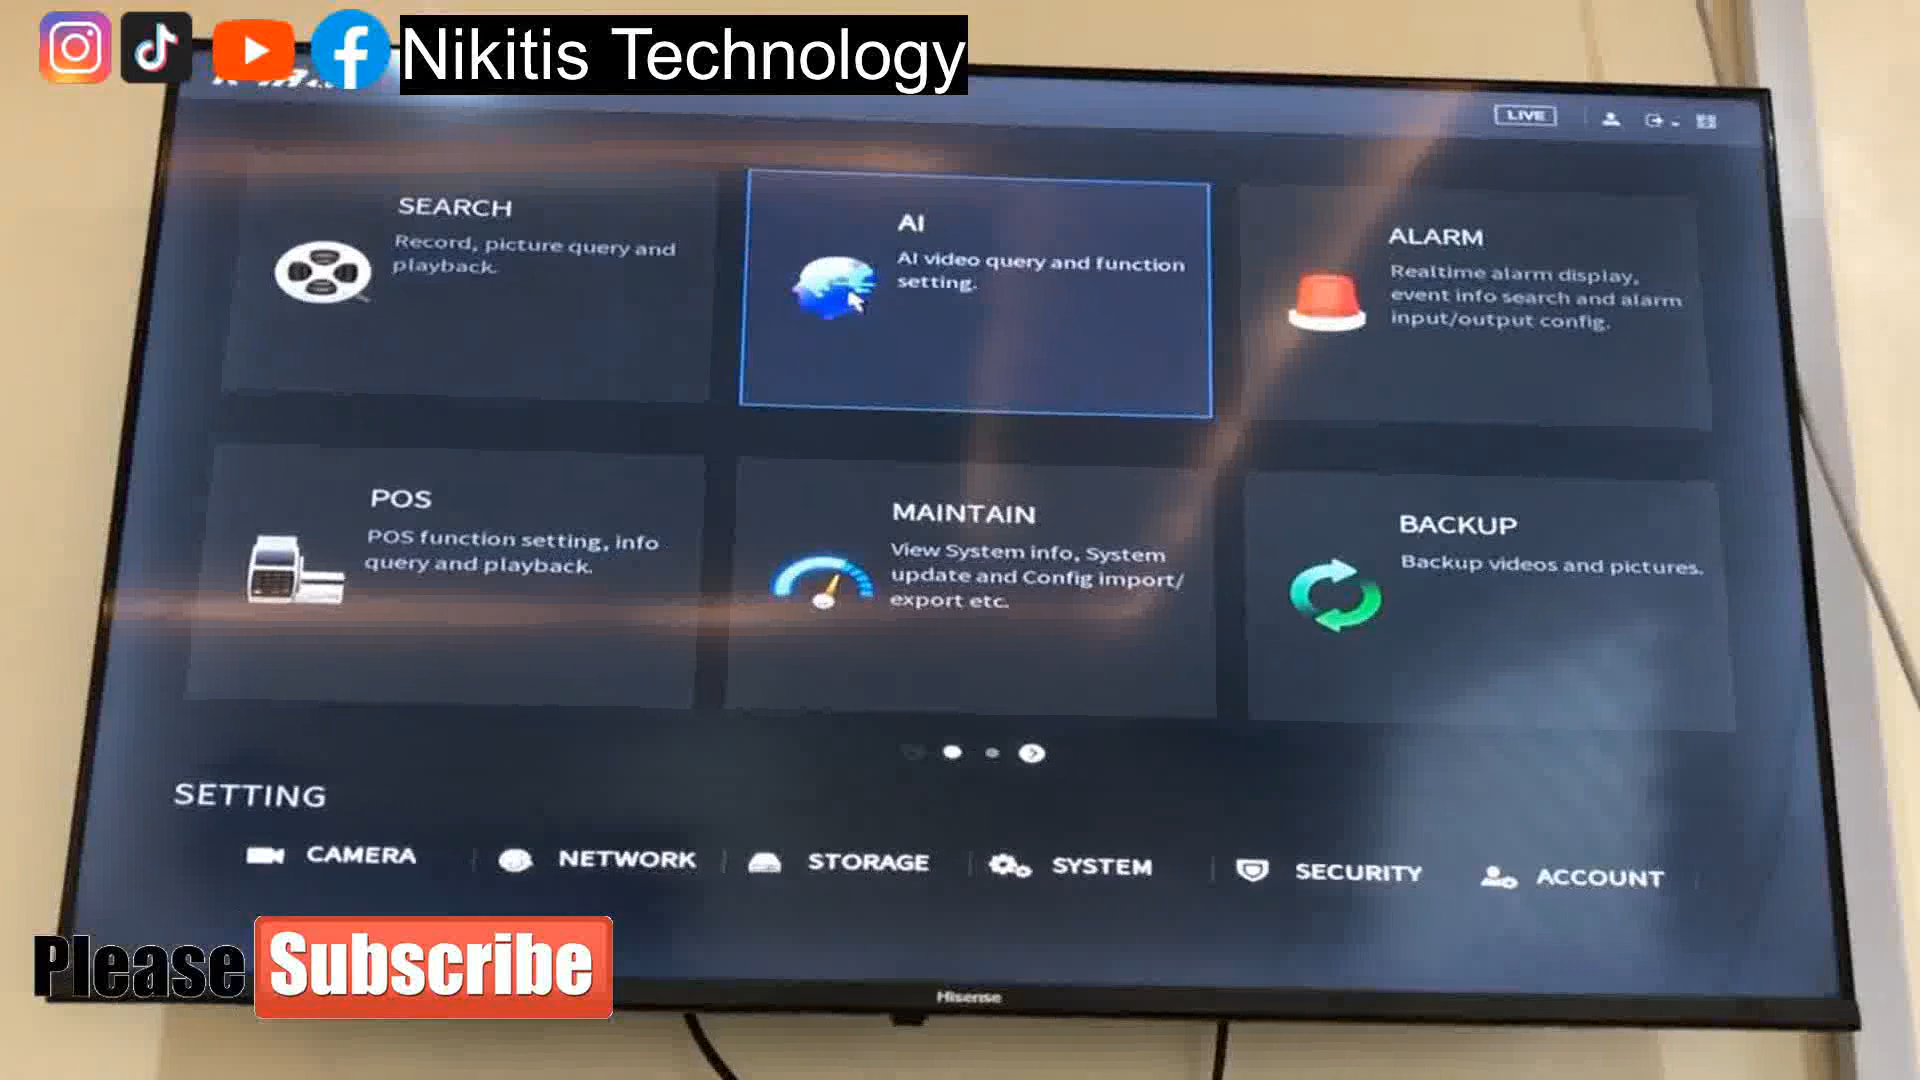 Nikitis Technology
LIVE
SEARCH
Record, picture query and
playback.
AI
AI video query and function
setting.
ALARM
Realtime alarm display,
event info search and alarm
input/output config.
POS
POS function setting, info
query and playback.
MAINTAIN
View System info, System
update and Config import/
export etc.
BACKUP
Backup videos and pictures.
SETTING
CAMERA
NETWORK
STORAGE
SYSTEM
SECURITY
ACCOUNT
Please Subscribe
Hisense